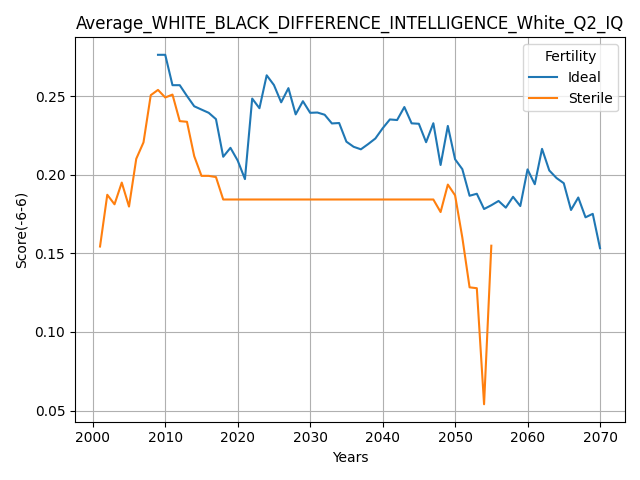 Average_WHITE_BLACK_DIFFERENCE_INTELLIGENCE_White_Q2_IQ
Fertility
Ideal
Sterile
Score(-6-6)
0.25
0.20
0.15
0.10
0.05
2000 2010 2020 2030 2040 2050 2060 2070
Years